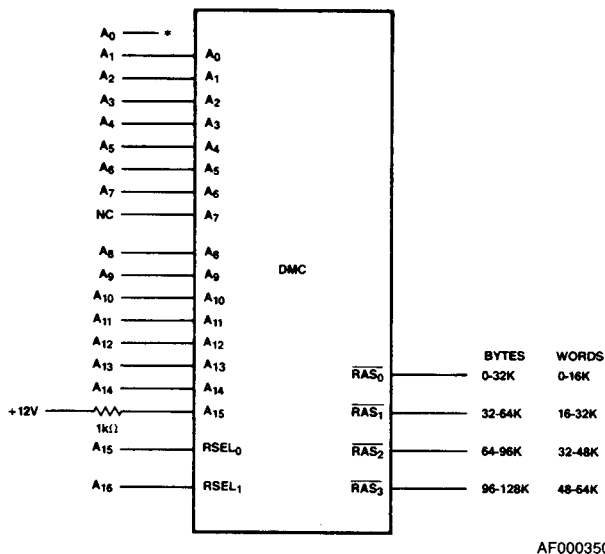 A₀ *
A₁ A₀
A₂ A₁
A₃ A₂
A₄ A₃
A₅ A₄
A₆ A₅
A₇ A₆
NC A₇
A₈ A₈
A₉ A₉
DMC
A₁₀ A₁₀
A₁₁ A₁₁
A₁₂ A₁₂
A₁₃ A₁₃
BYTES WORDS
A₁₄ A₁₄
RAS₀ 0-32K 0-16K
+12V A₁₅
1kΩ
RAS₁ 32-64K 16-32K
A₁₅ RSEL₀
RAS₂ 64-96K 32-48K
A₁₆ RSEL₁
RAS₃ 96-128K 48-64K
AF000350